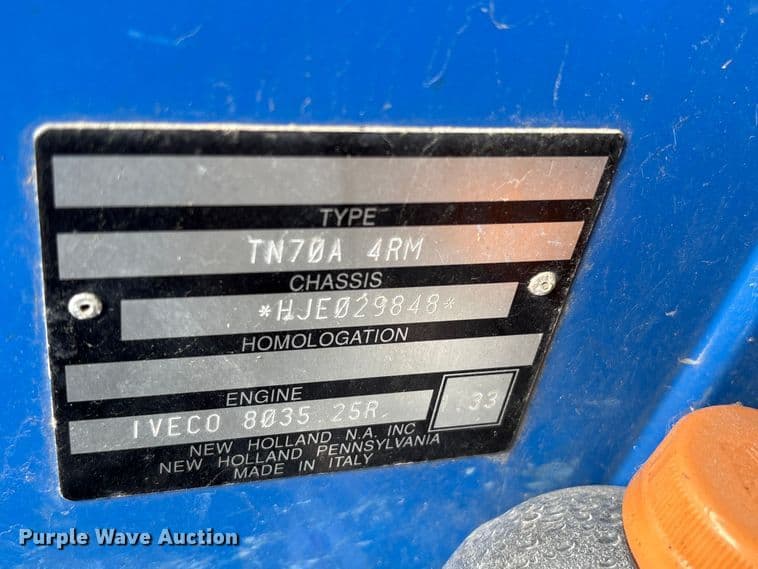 TYPE
TN70A 4RM
CHASSIS
*HJE029848*
HOMOLOGATION
ENGINE
IVECO 8035.25R.
.33
NEW HOLLAND N.A. INC
NEW HOLLAND PENNSYLVANIA
MADE IN ITALY
Purple Wave Auction